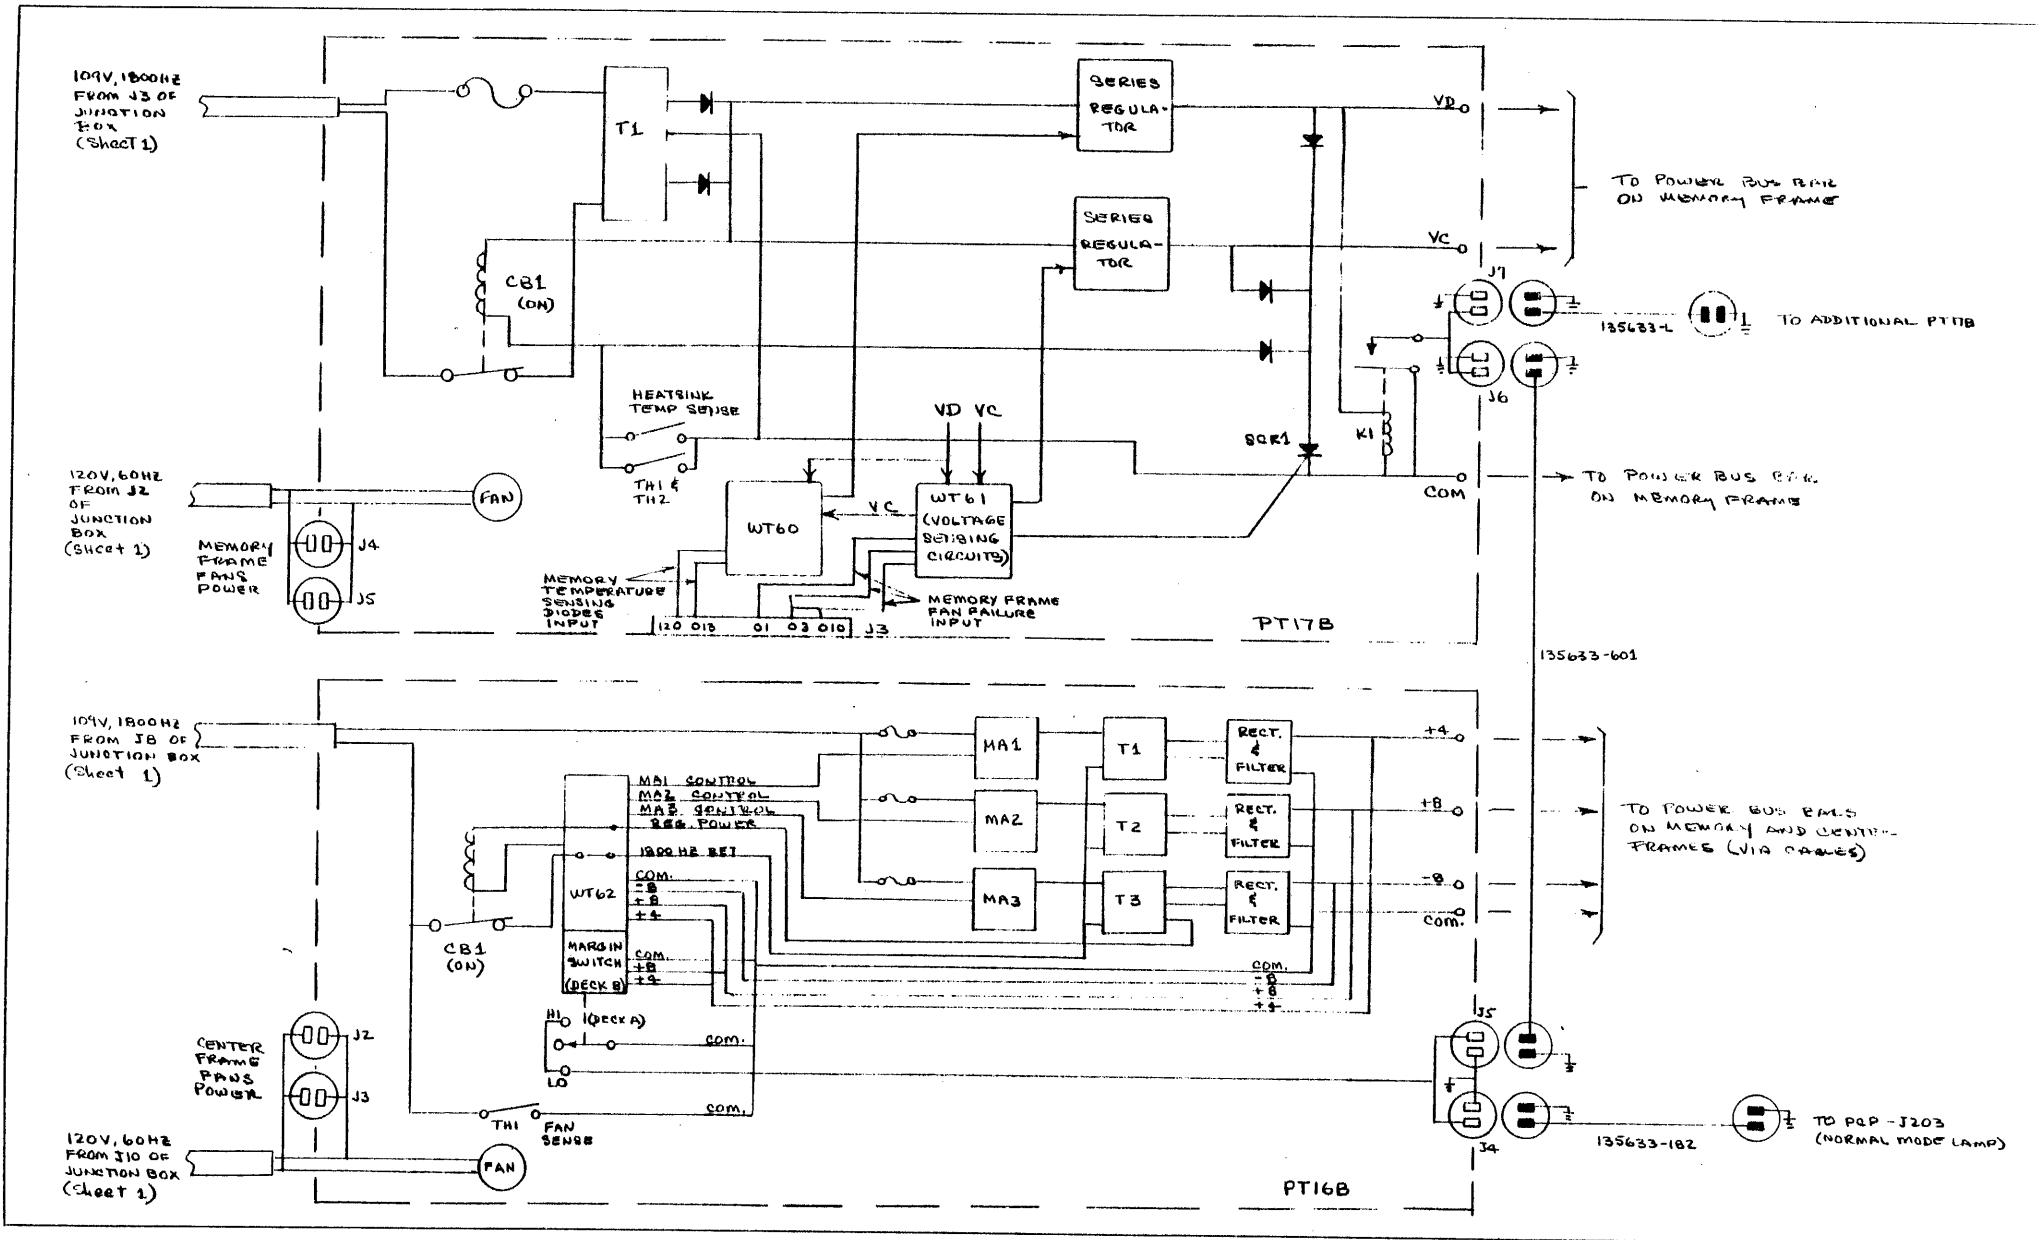 109V, 1800HZ
FROM J3 OF
JUNCTION
BOX
(Sheet 1)
T1
SERIES
REGULA-
TOR
VD
TO POWER BUS BAR
ON MEMORY FRAME
SERIES
REGULA-
TOR
VC
CB1
(ON)
J7
135633-L
TO ADDITIONAL PT17B
J6
HEATSINK
TEMP SENSE
TH1 &
TH2
VD VC
SCR1
K1
COM
TO POWER BUS BAR
ON MEMORY FRAME
120V, 60HZ
FROM J2
OF
JUNCTION
BOX
(Sheet 1)
FAN
MEMORY
FRAME
FANS
POWER
J4
J5
WT60
VC
WT61
(VOLTAGE
SENSING
CIRCUITS)
MEMORY
TEMPERATURE
SENSING
DIODES
INPUT
MEMORY FRAME
FAN FAILURE
INPUT
120 013 01 03 010 J3
PT17B
135633-601
109V, 1800HZ
FROM J8 OF
JUNCTION BOX
(Sheet 1)
MA1
T1
RECT.
&
FILTER
+4
MA2
T2
RECT.
&
FILTER
+8
MA3
T3
RECT.
&
FILTER
-8
COM.
TO POWER BUS BARS
ON MEMORY AND CENTER
FRAMES (VIA CABLES)
MA1 CONTROL
MA2 CONTROL
MA3 CONTROL
REG. POWER
1800 HZ RET
COM.
-8
+8
+4
WT62
CB1
(ON)
MARGIN
SWITCH
(DECK B)
COM.
+8
+4
COM.
-8
+8
+4
HI
(DECK A)
LO
COM.
COM.
TH1
FAN
SENSE
CENTER
FRAME
FANS
POWER
J2
J3
120V, 60HZ
FROM J10 OF
JUNCTION BOX
(Sheet 1)
FAN
J5
J4
135633-182
TO PDP-J203
(NORMAL MODE LAMP)
PT16B